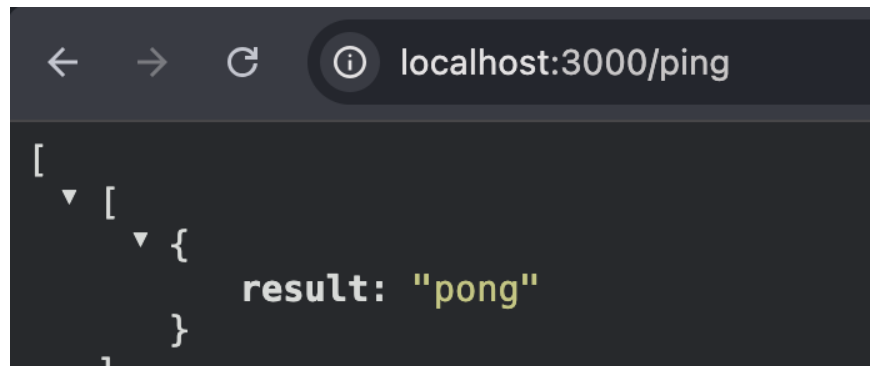 localhost:3000/ping
[
[
{
result: "pong"
}
]